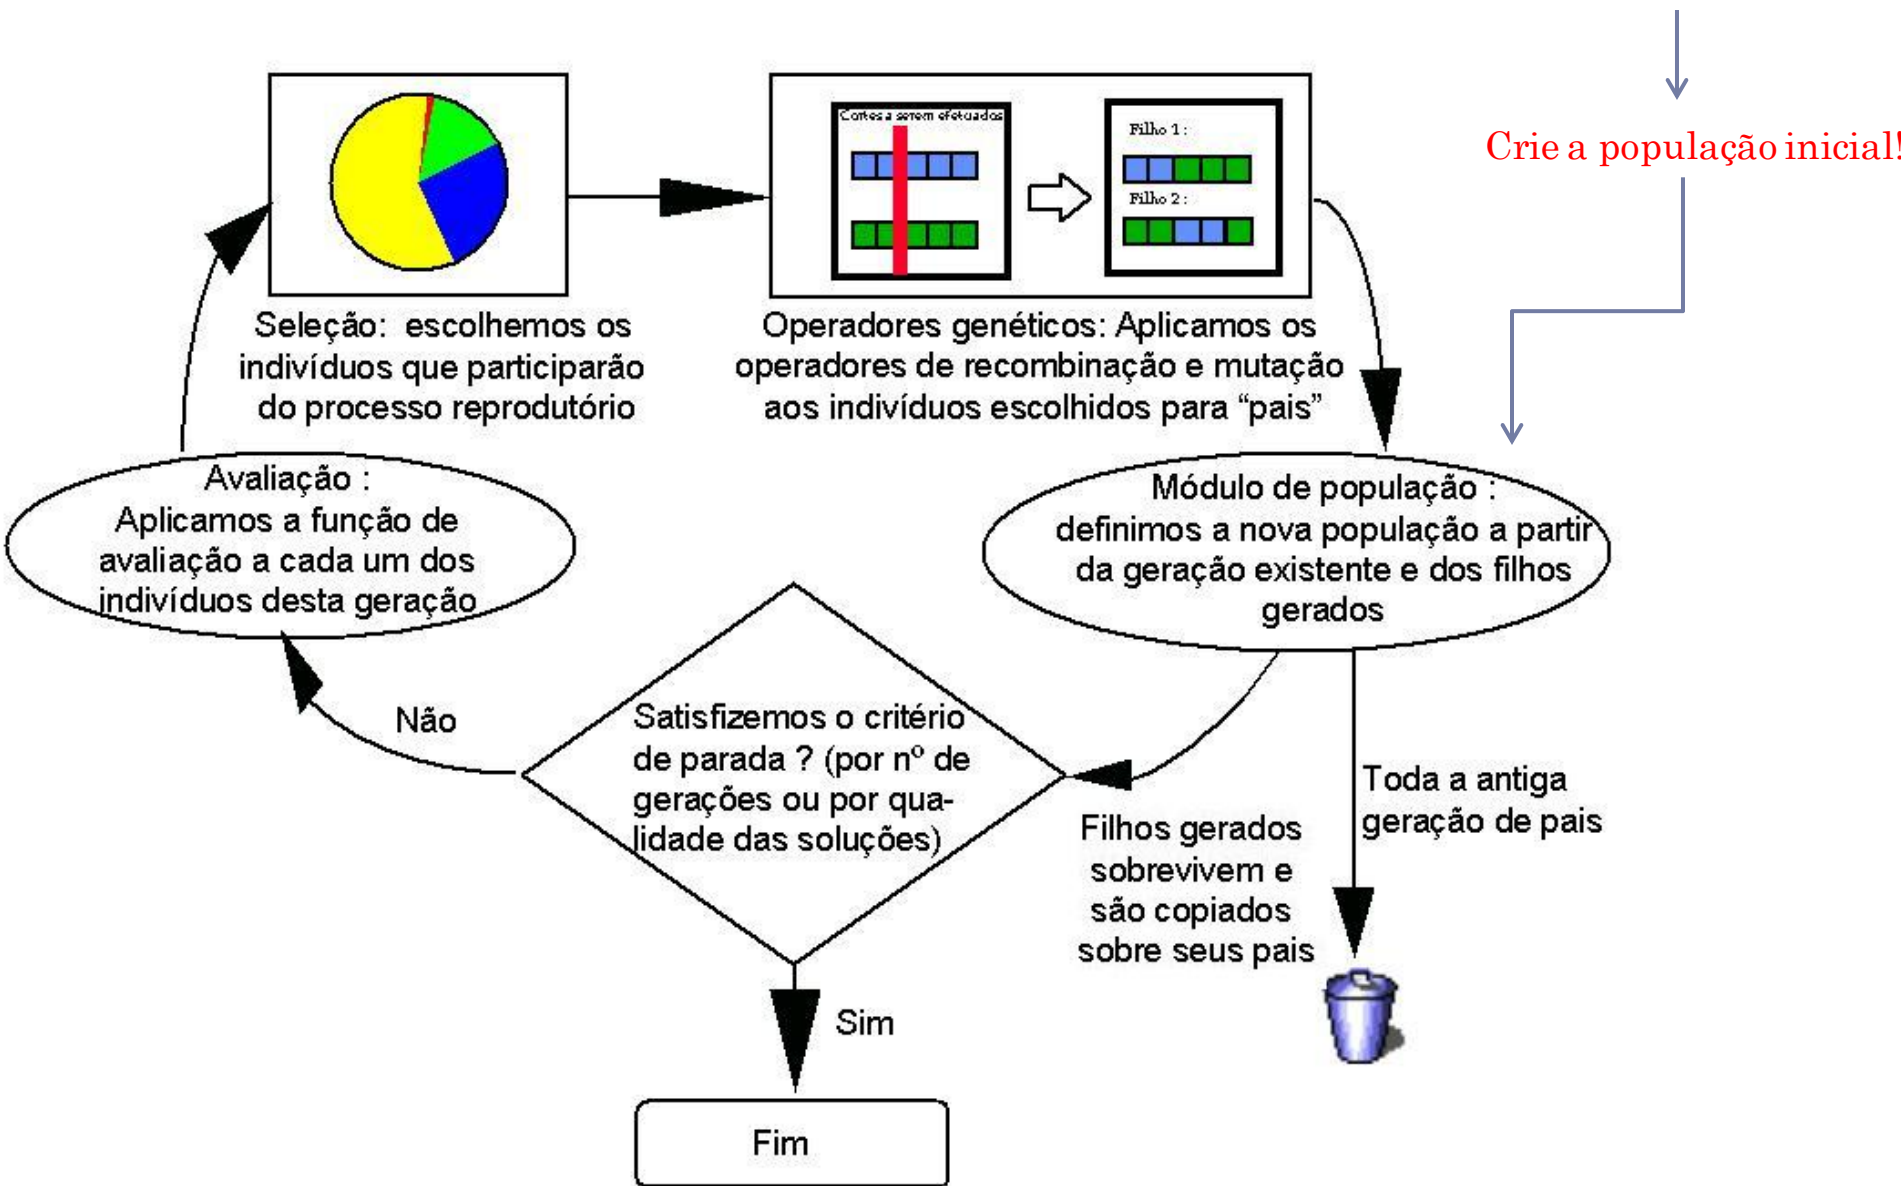 Crie a população inicial!
Cortes a serem efetuados
Filho 1 :
Filho 2 :
Seleção: escolhemos os
indivíduos que participarão
do processo reprodutório
Operadores genéticos: Aplicamos os
operadores de recombinação e mutação
aos indivíduos escolhidos para “pais”
Avaliação :
Aplicamos a função de
avaliação a cada um dos
indivíduos desta geração
Módulo de população :
definimos a nova população a partir
da geração existente e dos filhos
gerados
Não
Satisfizemos o critério
de parada ? (por nº de
gerações ou por qua-
lidade das soluções)
Filhos gerados
sobrevivem e
são copiados
sobre seus pais
Toda a antiga
geração de pais
Sim
Fim